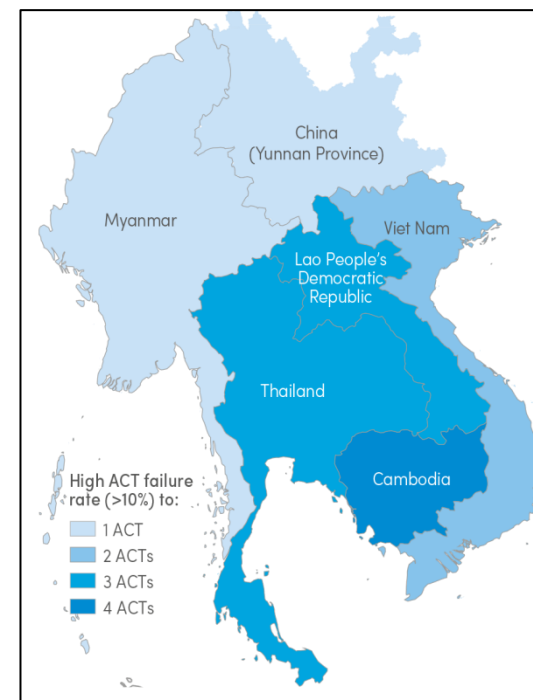 China
(Yunnan Province)
Myanmar
Viet Nam
Lao People's
Democratic
Republic
Thailand
Cambodia
High ACT failure
rate (>10%) to:
1 ACT
2 ACTs
3 ACTs
4 ACTs